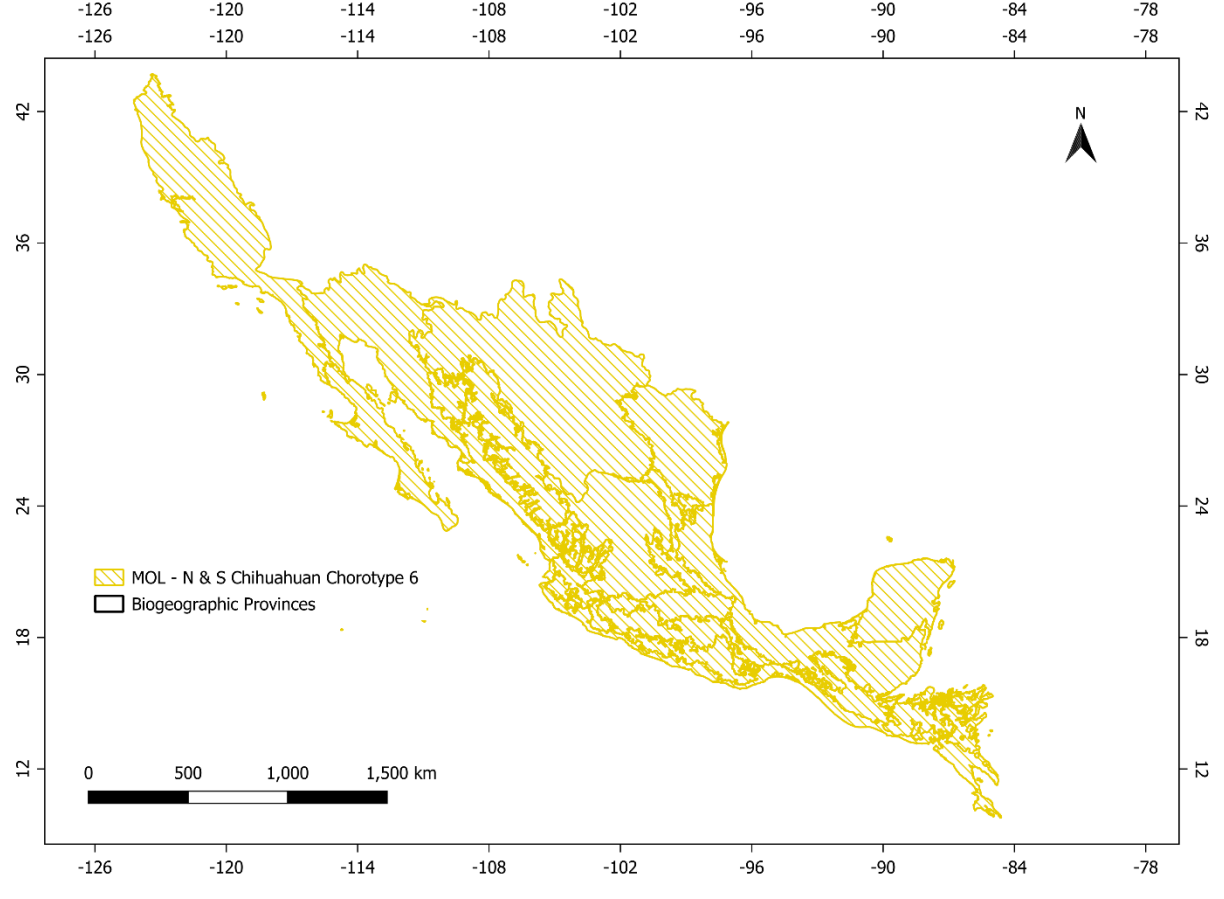 -126 -120 -114 -108 -102 -96 -90 -84 -78
-126 -120 -114 -108 -102 -96 -90 -84 -78
42 42
N
36 36
30 30
24 24
MOL - N & S Chihuahuan Chorotype 6
Biogeographic Provinces
18 18
12 12
0 500 1,000 1,500 km
-126 -120 -114 -108 -102 -96 -90 -84 -78